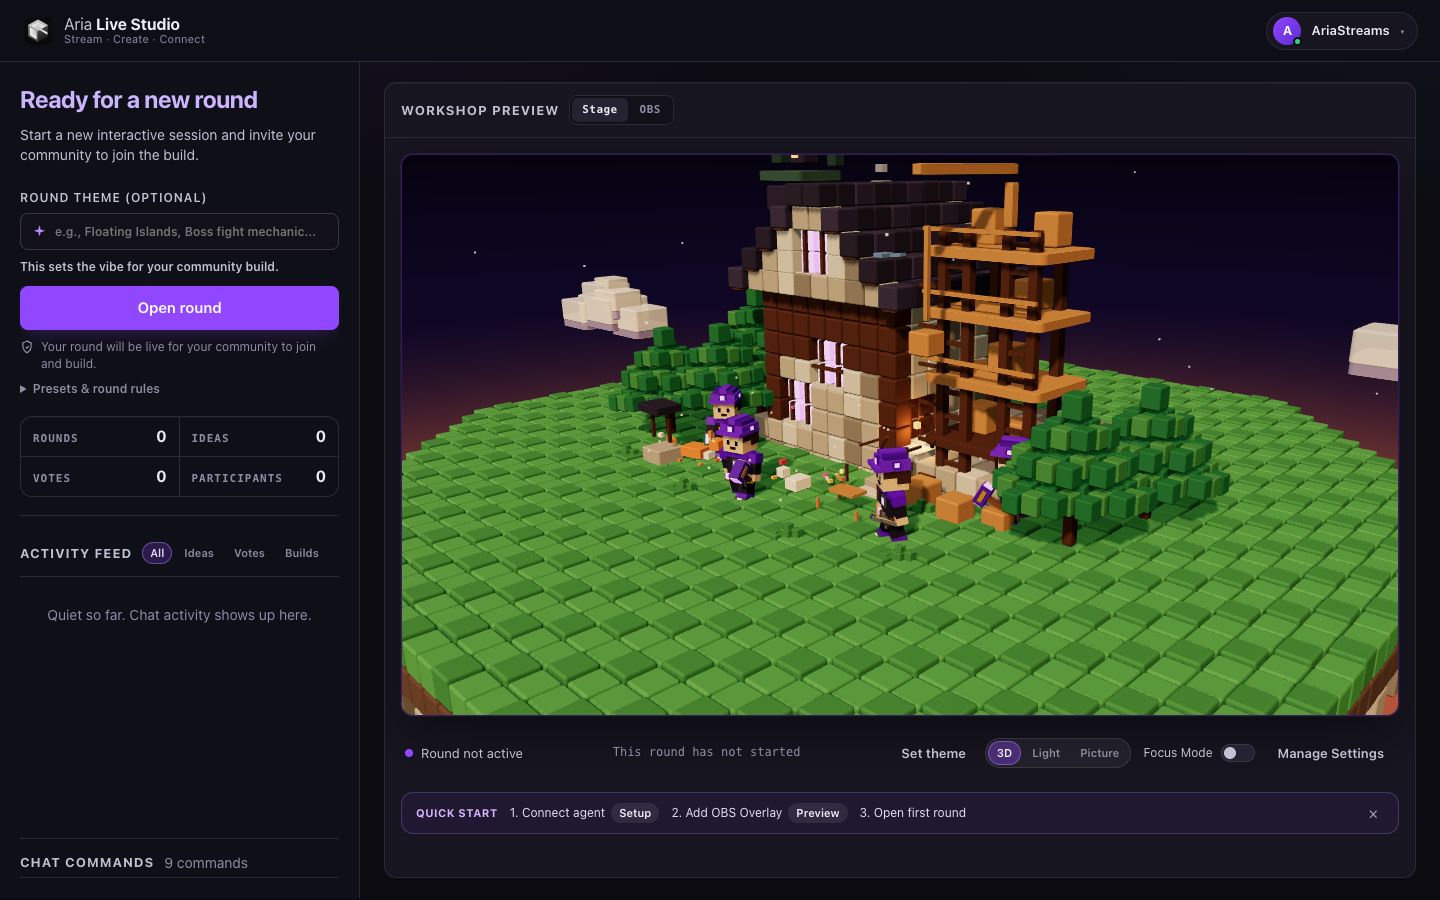 Aria Live Studio
Stream · Create · Connect
A
AriaStreams
Ready for a new round
Start a new interactive session and invite your
community to join the build.
ROUND THEME (OPTIONAL)
e.g., Floating Islands, Boss fight mechanic...
This sets the vibe for your community build.
Open round
Your round will be live for your community to join
and build.
Presets & round rules
ROUNDS 0 IDEAS 0
VOTES 0 PARTICIPANTS 0
ACTIVITY FEED All Ideas Votes Builds
Quiet so far. Chat activity shows up here.
CHAT COMMANDS 9 commands
WORKSHOP PREVIEW Stage OBS
Round not active This round has not started Set theme 3D Light Picture Focus Mode Manage Settings
QUICK START 1. Connect agent Setup 2. Add OBS Overlay Preview 3. Open first round x